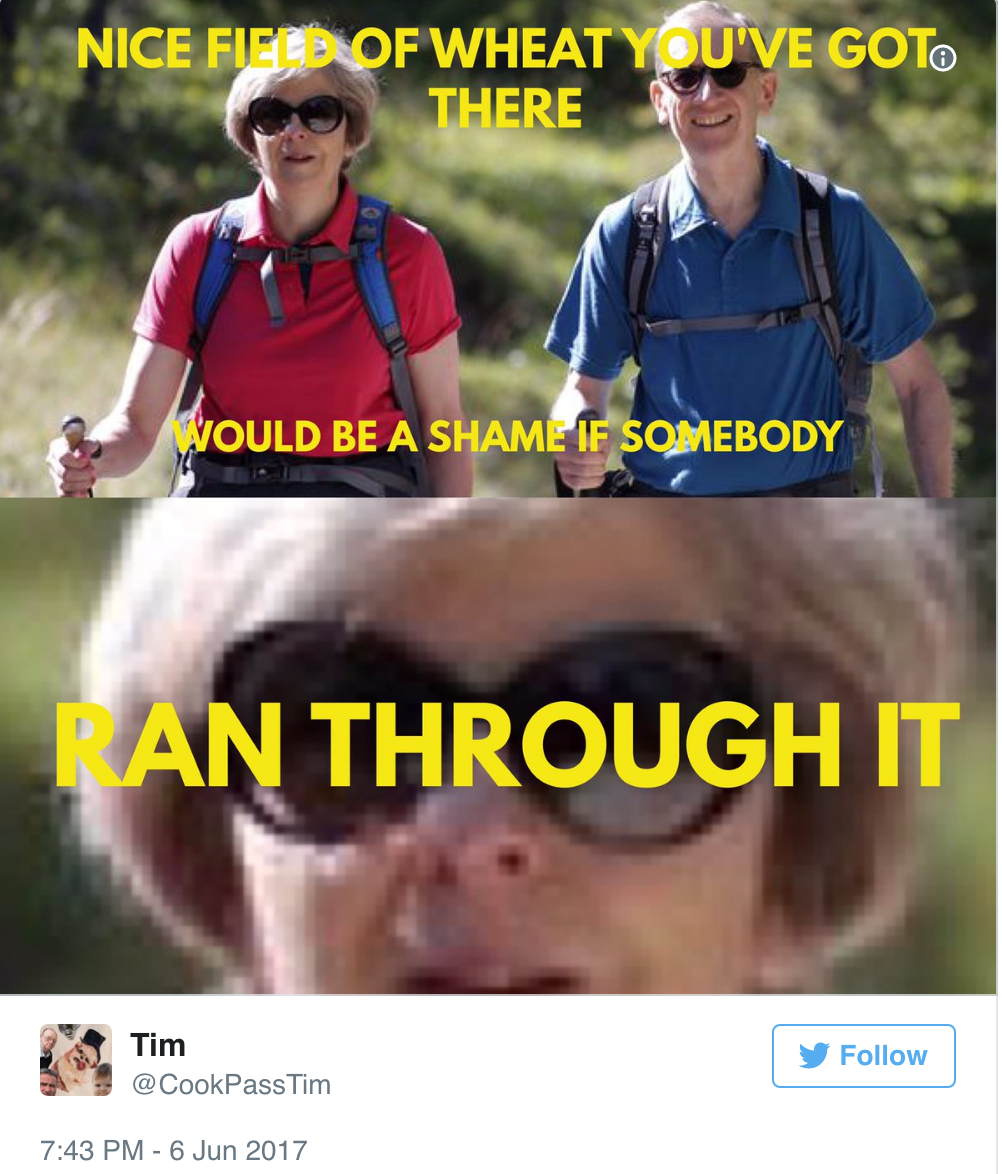 NICE FIELD OF WHEAT YOU'VE GOT
THERE
WOULD BE A SHAME IF SOMEBODY
RAN THROUGH IT
Tim
@CookPassTim
Follow
7:43 PM - 6 Jun 2017